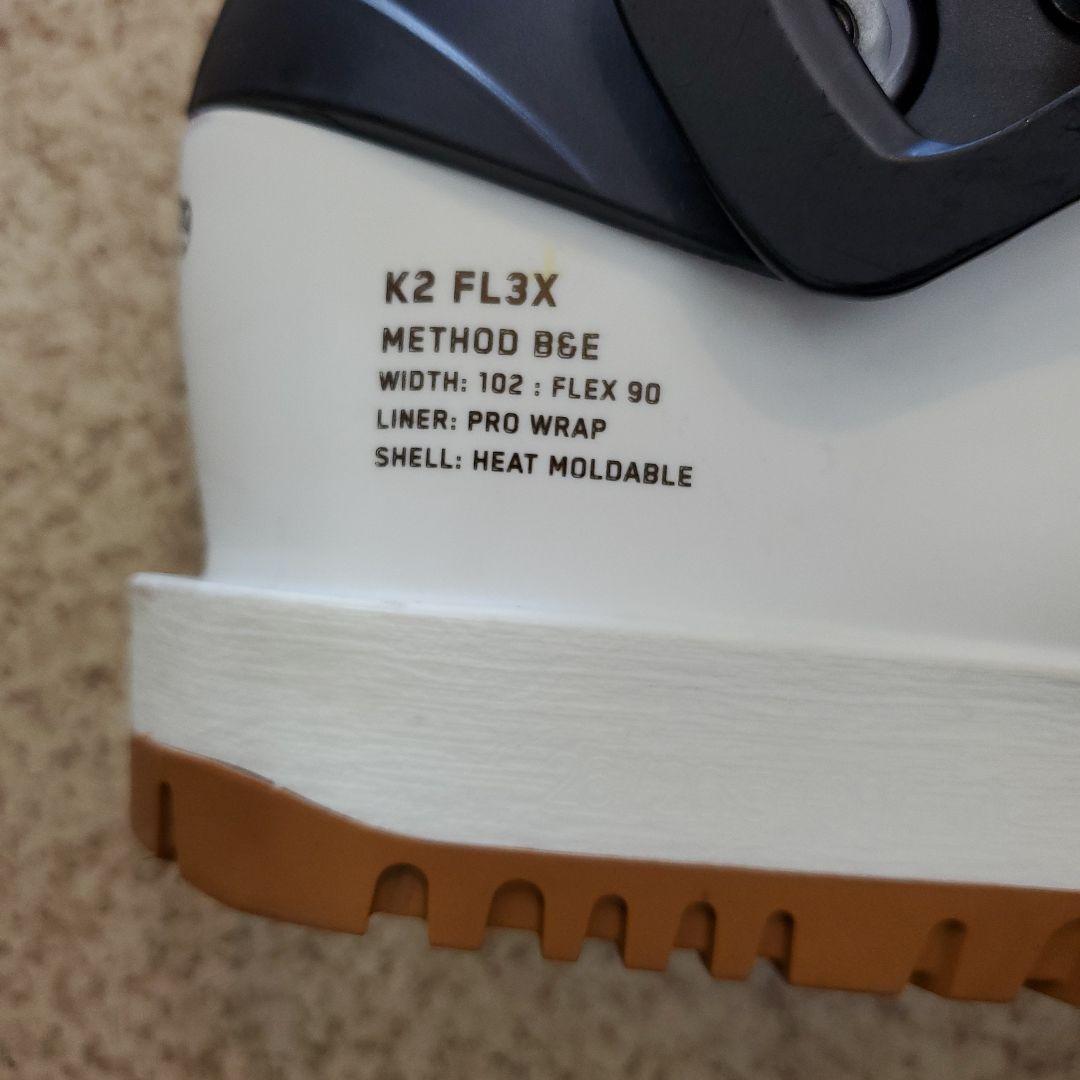 K2 FL3X
METHOD B&E
WIDTH: 102 : FLEX 90
LINER: PRO WRAP
SHELL: HEAT MOLDABLE